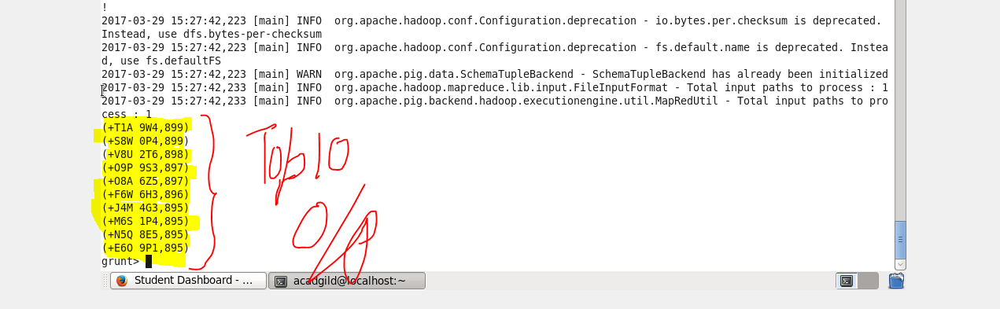 !
2017-03-29 15:27:42,223 [main] INFO  org.apache.hadoop.conf.Configuration.deprecation - io.bytes.per.checksum is deprecated.
Instead, use dfs.bytes-per-checksum
2017-03-29 15:27:42,223 [main] INFO  org.apache.hadoop.conf.Configuration.deprecation - fs.default.name is deprecated. Instea
d, use fs.defaultFS
2017-03-29 15:27:42,223 [main] WARN  org.apache.pig.data.SchemaTupleBackend - SchemaTupleBackend has already been initialized
2017-03-29 15:27:42,233 [main] INFO  org.apache.hadoop.mapreduce.lib.input.FileInputFormat - Total input paths to process : 1
2017-03-29 15:27:42,233 [main] INFO  org.apache.pig.backend.hadoop.executionengine.util.MapRedUtil - Total input paths to pro
cess : 1
(+T1A 9W4,899)
(+S8W 0P4,899)
(+V8U 2T6,898)
(+O9P 9S3,897)
(+O8A 6Z5,897)
(+F6W 6H3,896)
(+J4M 4G3,895)
(+M6S 1P4,895)
(+N5Q 8E5,895)
(+E6O 9P1,895)
grunt>
Top 10
O/P
Student Dashboard - ...
acadgild@localhost:~